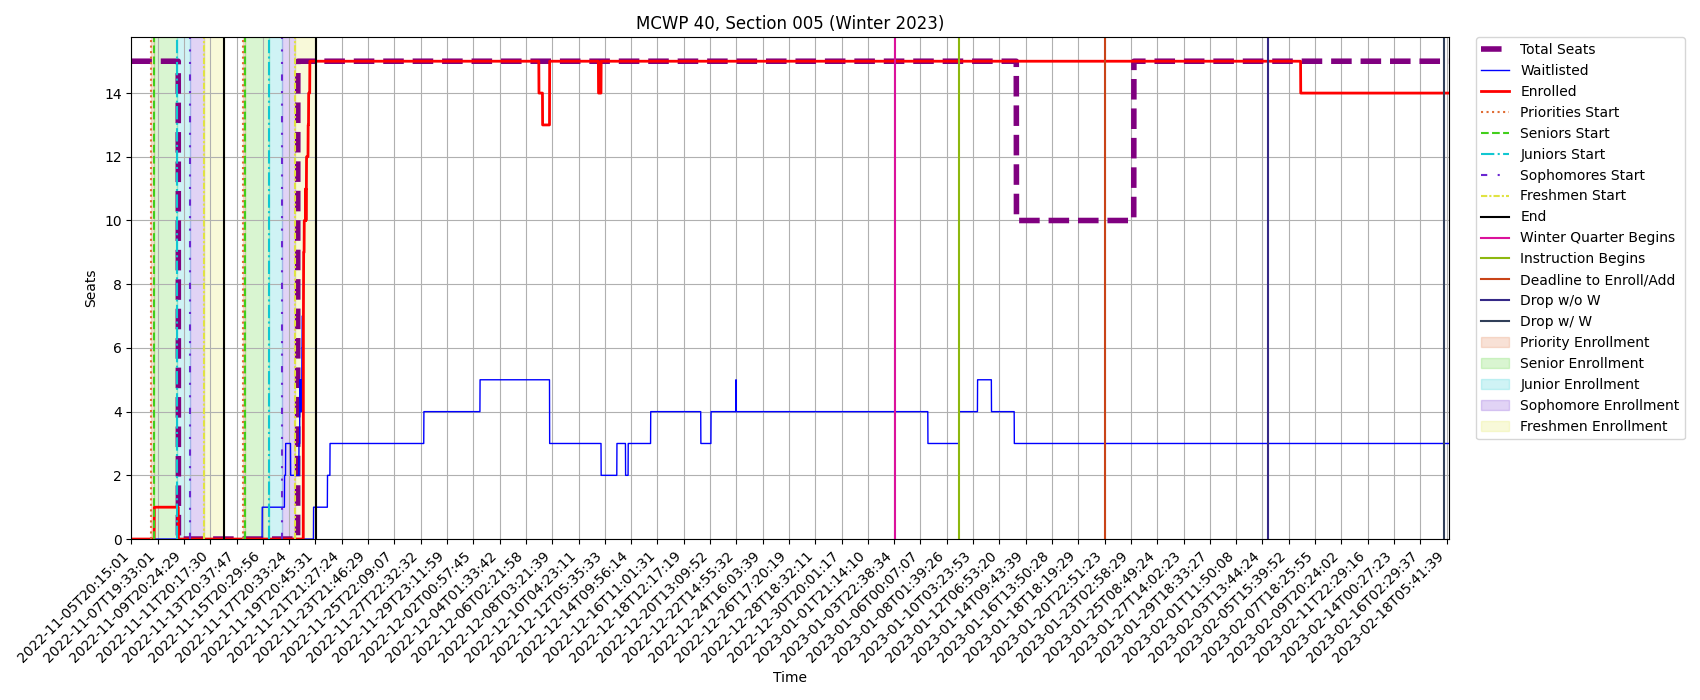 MCWP 40, Section 005 (Winter 2023)
Seats
14
12
10
8
6
4
2
0
2022-11-05T20:15:01
2022-11-07T19:33:01
2022-11-09T20:24:29
2022-11-11T20:17:30
2022-11-13T20:37:47
2022-11-15T20:29:56
2022-11-17T20:33:24
2022-11-19T20:45:31
2022-11-21T21:27:24
2022-11-23T21:46:29
2022-11-25T22:09:07
2022-11-27T22:32:32
2022-11-29T23:11:59
2022-12-02T00:57:45
2022-12-04T01:33:42
2022-12-06T02:21:58
2022-12-08T03:21:39
2022-12-10T04:23:11
2022-12-12T05:35:33
2022-12-14T09:56:14
2022-12-16T11:01:31
2022-12-18T12:17:19
2022-12-20T13:09:52
2022-12-22T14:55:32
2022-12-24T16:03:39
2022-12-26T17:20:19
2022-12-28T18:32:11
2022-12-30T20:01:17
2023-01-01T21:14:10
2023-01-03T22:38:34
2023-01-06T00:07:07
2023-01-08T01:39:26
2023-01-10T03:23:53
2023-01-12T06:53:20
2023-01-14T09:43:39
2023-01-16T13:50:28
2023-01-18T18:19:29
2023-01-20T22:51:23
2023-01-23T02:58:29
2023-01-25T08:49:24
2023-01-27T14:02:23
2023-01-29T18:33:27
2023-02-01T11:50:08
2023-02-03T13:44:24
2023-02-05T15:39:52
2023-02-07T18:25:55
2023-02-09T20:24:02
2023-02-11T22:29:16
2023-02-14T00:27:23
2023-02-16T02:29:37
2023-02-18T05:41:39
Time
Total Seats
Waitlisted
Enrolled
Priorities Start
Seniors Start
Juniors Start
Sophomores Start
Freshmen Start
End
Winter Quarter Begins
Instruction Begins
Deadline to Enroll/Add
Drop w/o W
Drop w/ W
Priority Enrollment
Senior Enrollment
Junior Enrollment
Sophomore Enrollment
Freshmen Enrollment